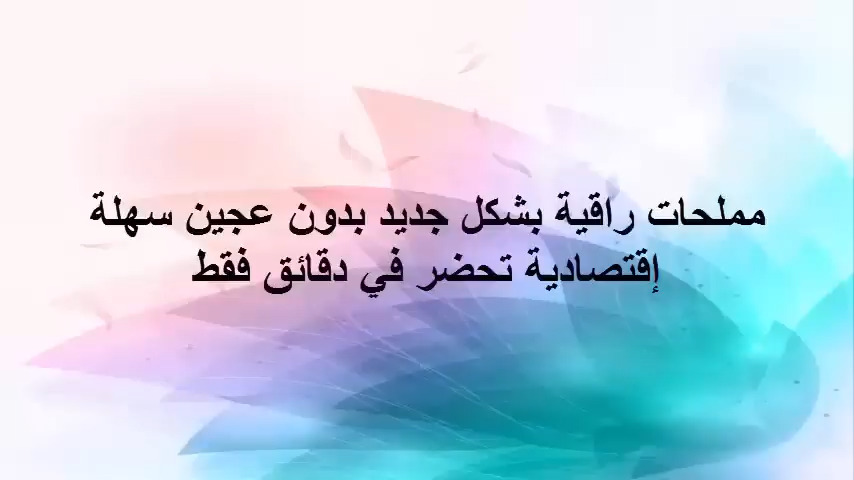 مملحات راقية بشكل جديد بدون عجين سهلة
إقتصادية تحضر في دقائق فقط